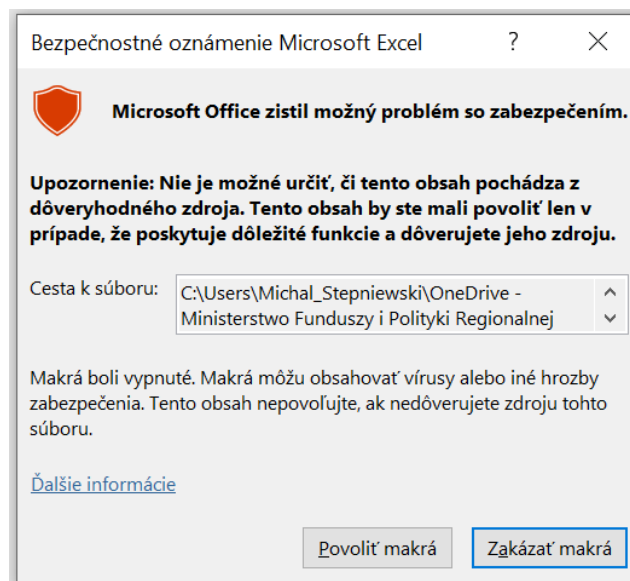 Bezpečnostné oznámenie Microsoft Excel ? ×
Microsoft Office zistil možný problém so zabezpečením.
Upozornenie: Nie je možné určiť, či tento obsah pochádza z
dôveryhodného zdroja. Tento obsah by ste mali povoliť len v
prípade, že poskytuje dôležité funkcie a dôverujete jeho zdroju.
Cesta k súboru: C:\Users\Michal_Stepniewski\OneDrive -
Ministerstwo Funduszy i Polityki Regionalnej
Makrá boli vypnuté. Makrá môžu obsahovať vírusy alebo iné hrozby
zabezpečenia. Tento obsah nepovoľujte, ak nedôverujete zdroju tohto
súboru.
Ďalšie informácie
Povoliť makrá Zakázať makrá